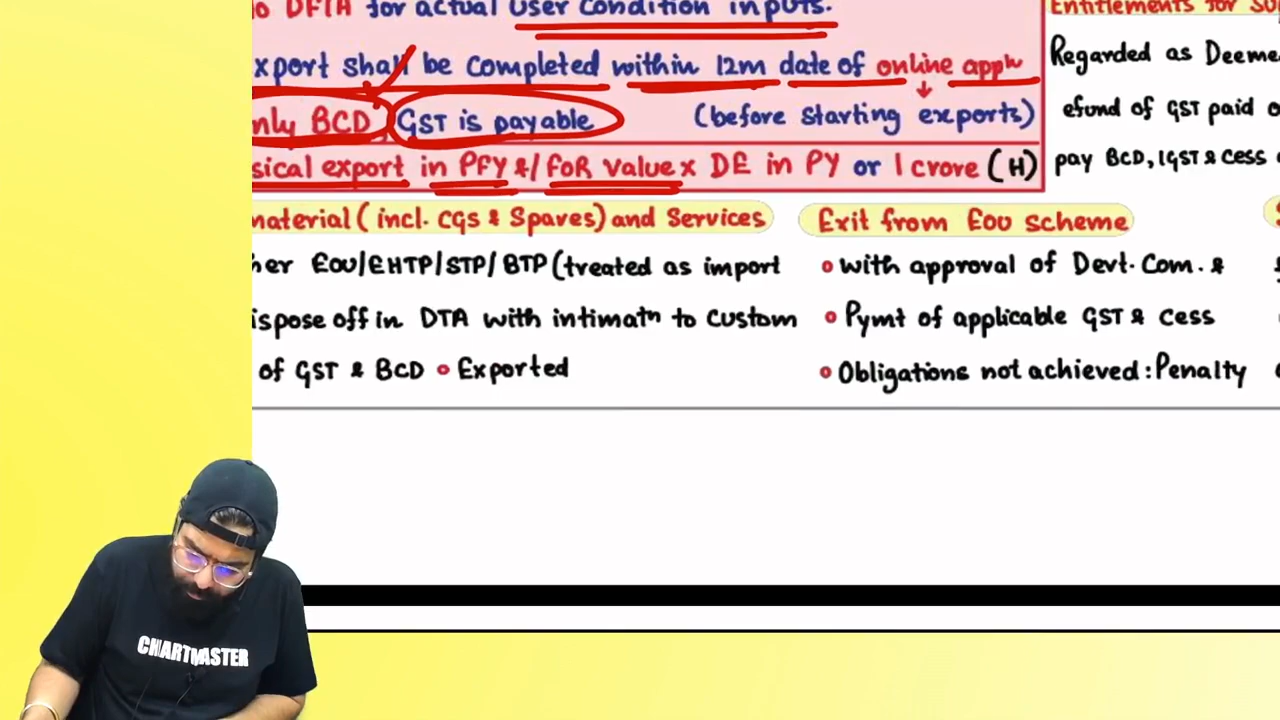 DFIA for actual User Condition inputs.
xport shall be completed within 12m date of online appln
nly BCD GST is payable (before starting exports)
sical export in PFY &/ FOR value x DE in PY or 1 crore (H)
material (incl. CGs & Spares) and Services
her EOU/EHTP/STP/BTP (treated as import
ispose off in DTA with intimatn to Custom
of GST & BCD • Exported
Exit from EOU scheme
• with approval of Devt. Com. &
• Pymt of applicable GST & cess
• Obligations not achieved : Penalty
Entitlements for
Regarded as Deeme
efund of GST paid o
pay BCD, IGST & Cess
CHARTMASTER